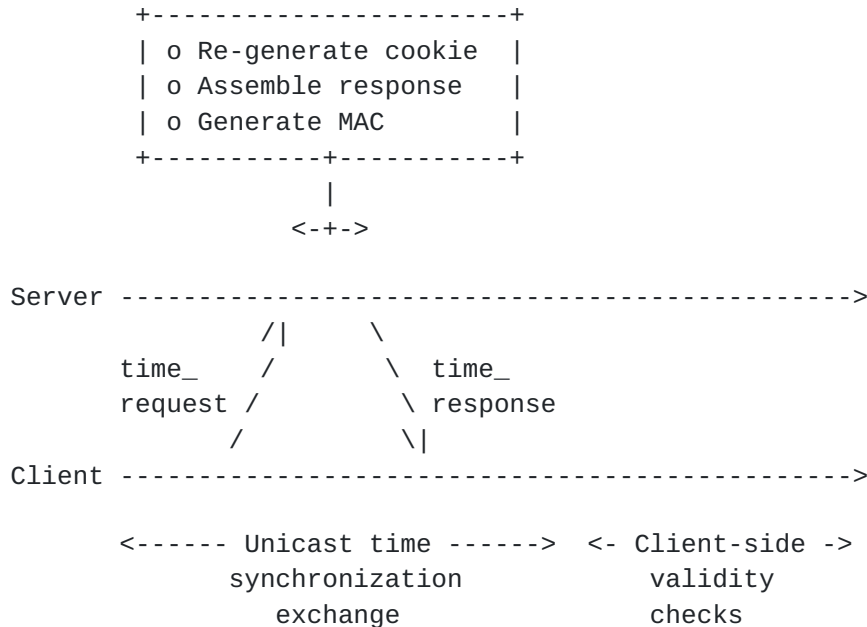 o Re-generate cookie
o Assemble response
o Generate MAC
Server
time_ time_
request response
Client
Unicast time Client-side
synchronization validity
exchange checks